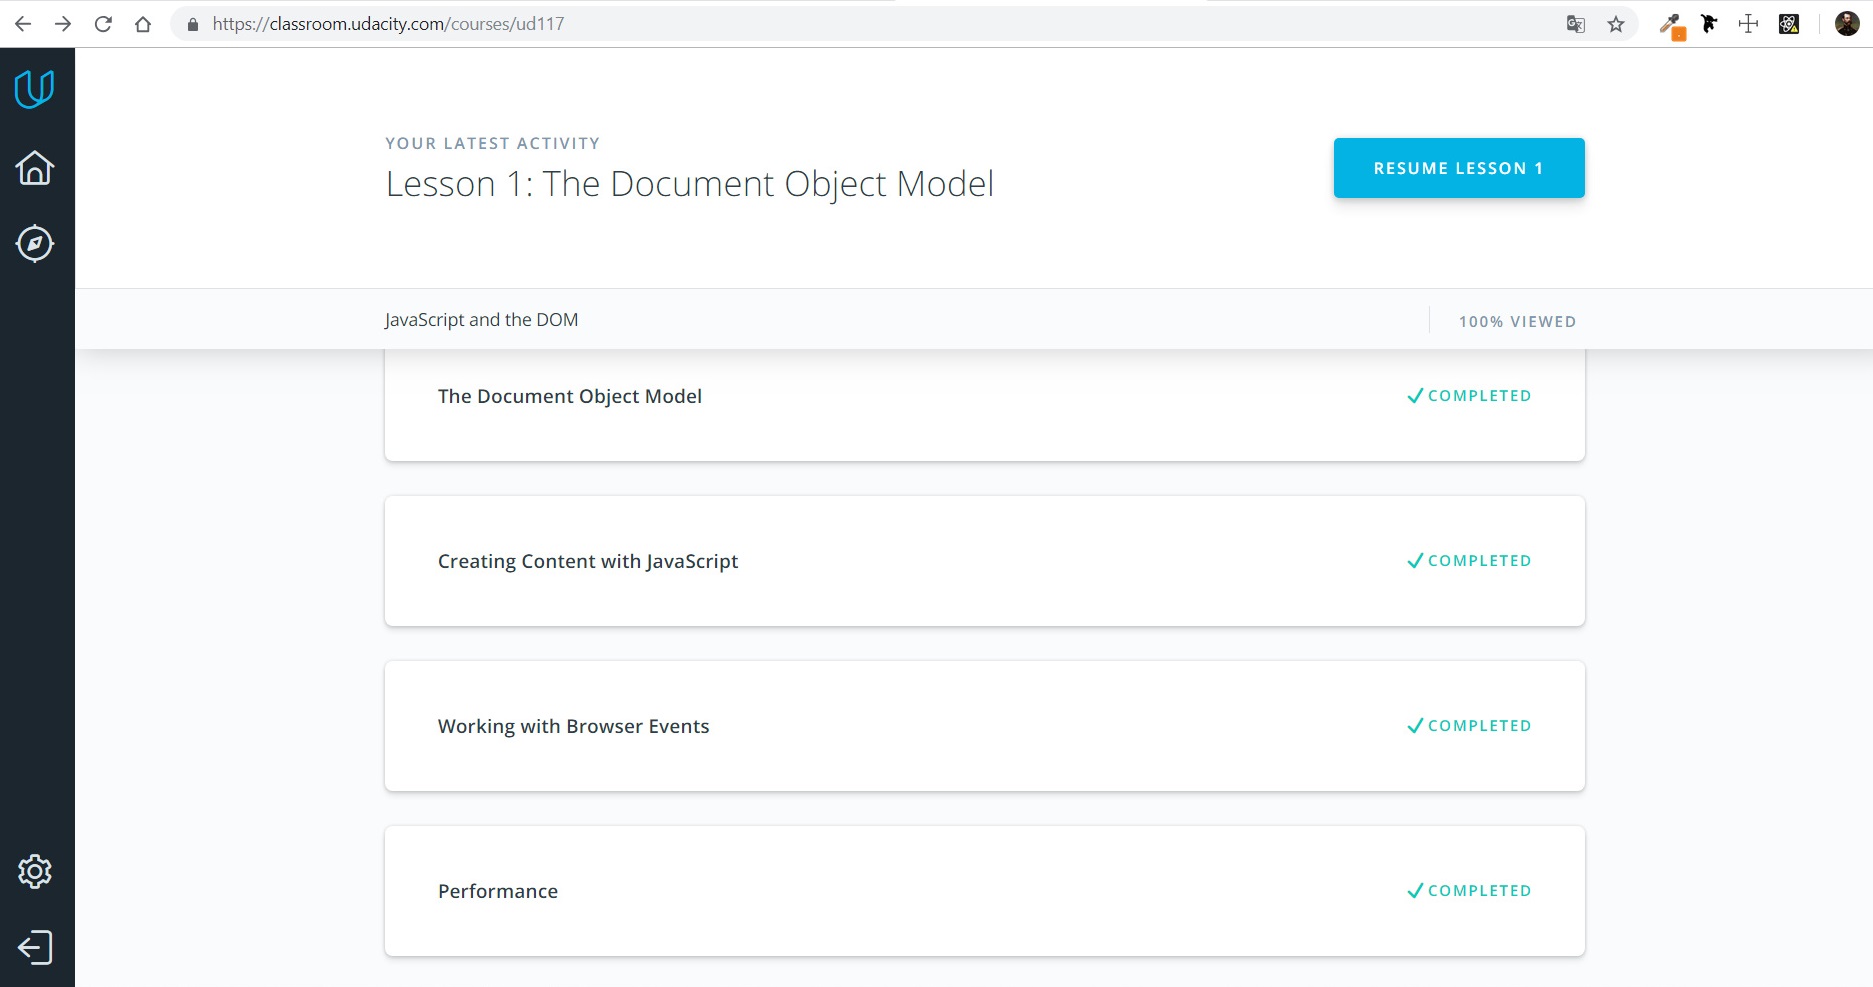 https://classroom.udacity.com/courses/ud117
YOUR LATEST ACTIVITY
Lesson 1: The Document Object Model
RESUME LESSON 1
JavaScript and the DOM
100% VIEWED
The Document Object Model
COMPLETED
Creating Content with JavaScript
COMPLETED
Working with Browser Events
COMPLETED
Performance
COMPLETED